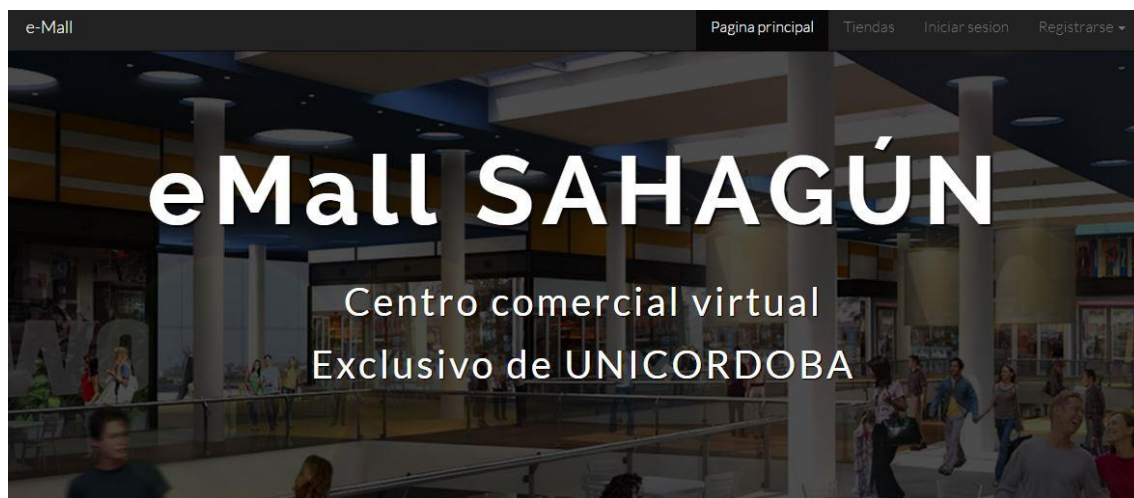 e-Mall
Pagina principal
Tiendas
Iniciar sesion
Registrarse
eMall SAHAGÚN
Centro comercial virtual
Exclusivo de UNICORDOBA